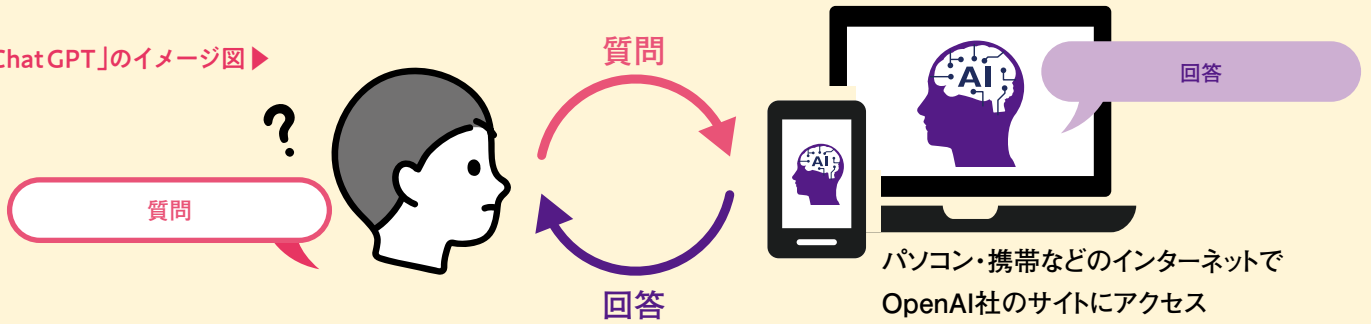 Chat GPT」のイメージ図▶
質問
?
AI
回答
AI
質問
回答
パソコン・携帯などのインターネットで
OpenAI社のサイトにアクセス